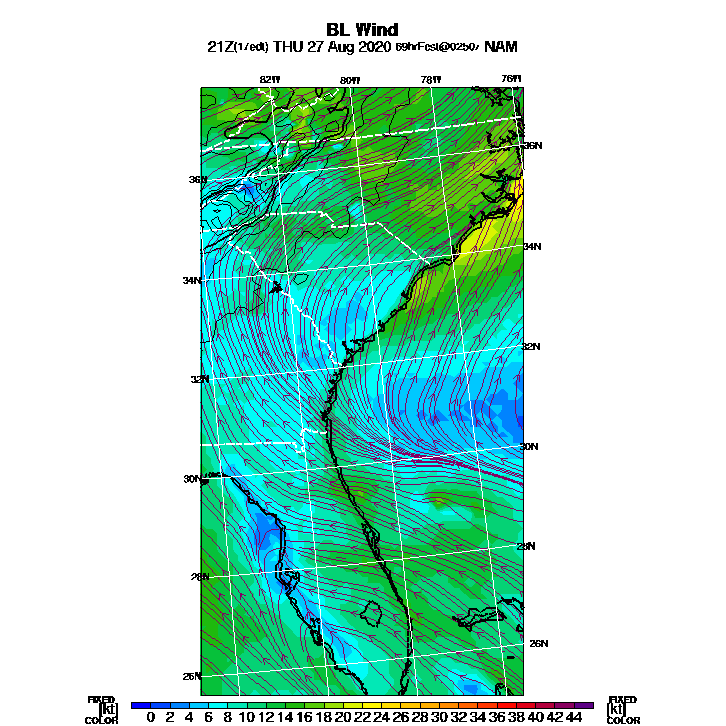 BL Wind
21Z(17edt) THU 27 Aug 2020 69hrFcst@0250z NAM
82W 80W 78W 76W
36N
36N
34N
34N
32N
32N
30N
30N
28N
28N
26N
26N
FIXED FIXED
[kt] 0 2 4 6 8 10 12 14 16 18 20 22 24 26 28 30 32 34 36 38 40 42 44 [kt]
COLOR COLOR